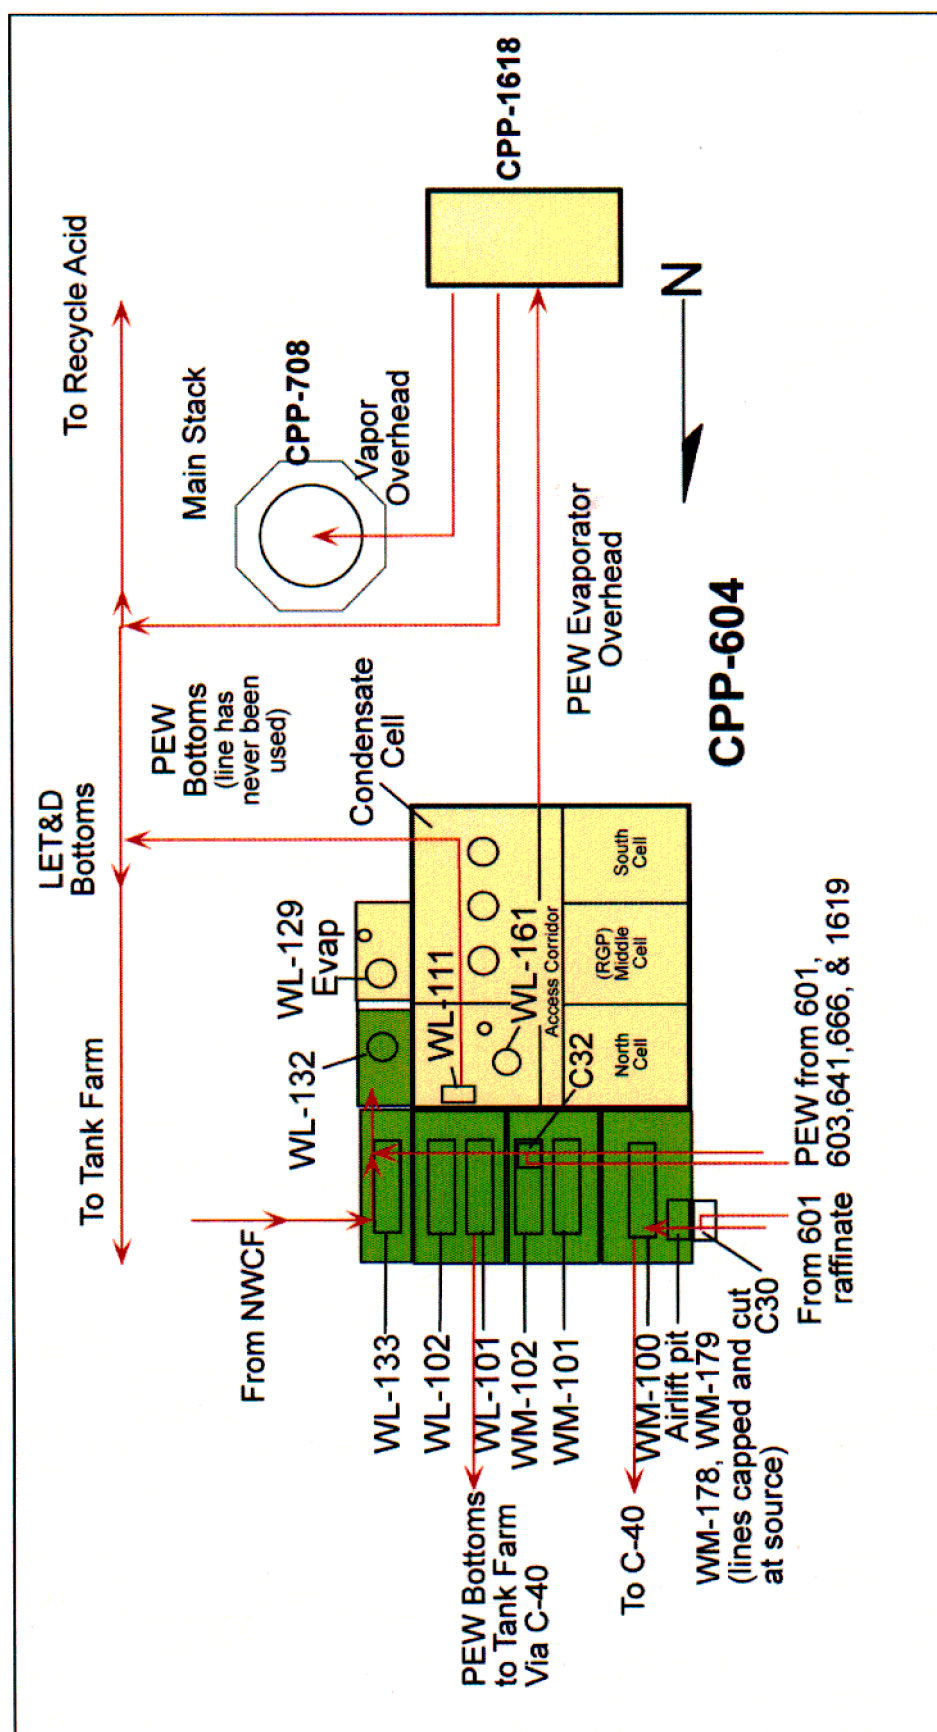 To Tank Farm
LET&D
Bottoms
To Recycle Acid
From NWCF
WL-132
WL-129
Evap
PEW
Bottoms
(line has
never been
used)
Main Stack
CPP-708
Vapor
Overhead
CPP-1618
Condensate
Cell
WL-133
WL-102
WL-101
WM-102
WM-101
WM-100
Airlift pit
WM-178, WM-179
(lines capped and cut
at source)
C30
WL-111
WL-161
Access Corridor
C32
North
Cell
(RGP)
Middle
Cell
South
Cell
PEW Evaporator
Overhead
N
CPP-604
PEW Bottoms
to Tank Farm
Via C-40
To C-40
From 601
raffinate
PEW from 601,
603,641,666, & 1619